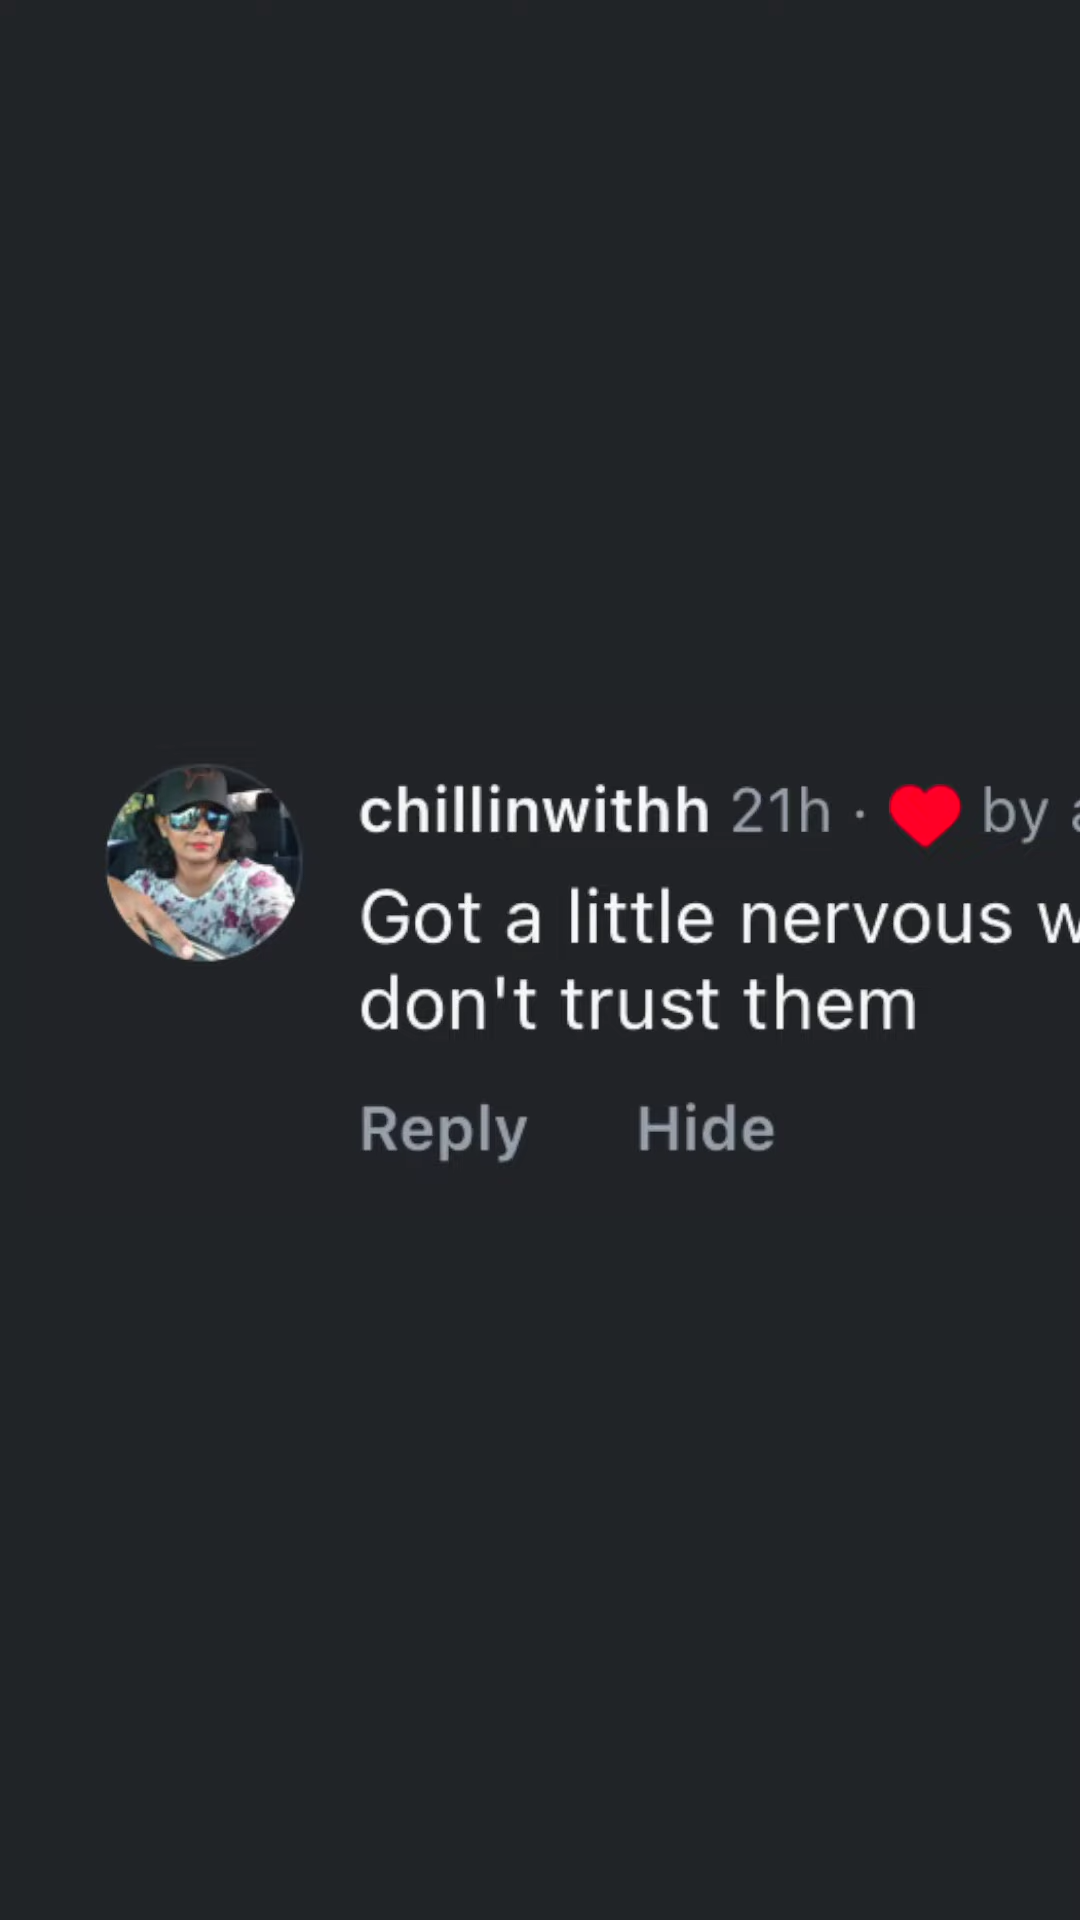 chillinwithh 21h · ❤️ by
Got a little nervous
don't trust them
Reply Hide